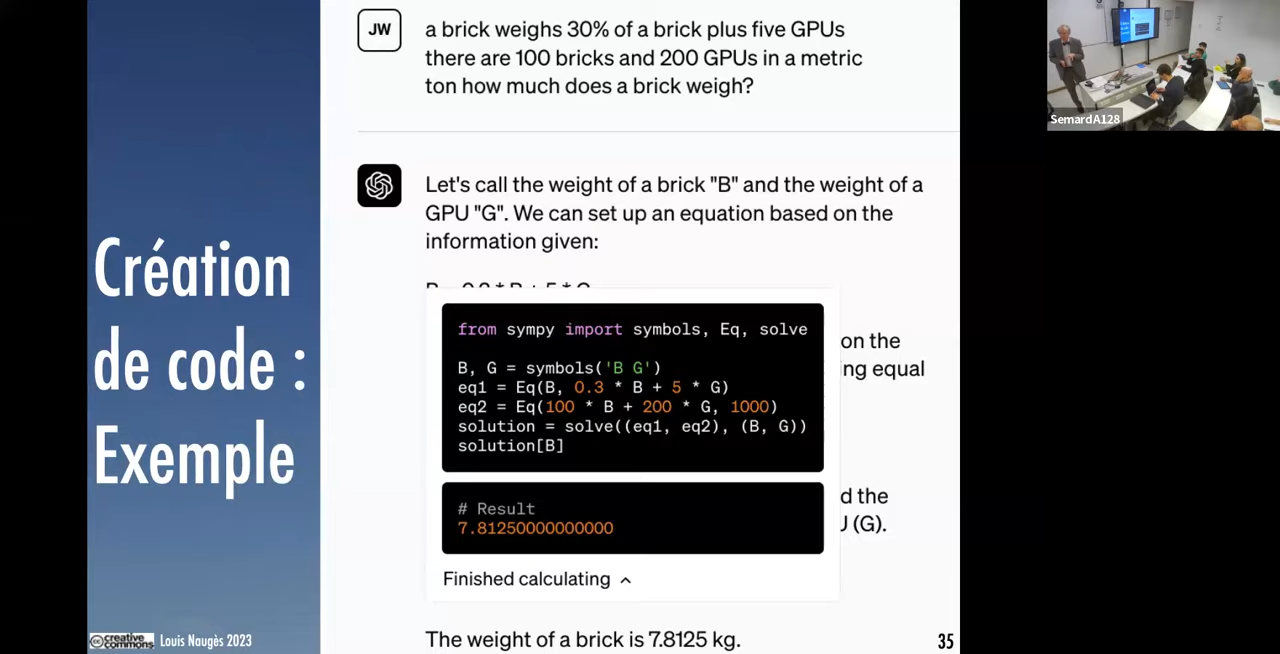 Création
de code :
Exemple
creative
commons
Louis Naugès 2023
JW
a brick weighs 30% of a brick plus five GPUs
there are 100 bricks and 200 GPUs in a metric
ton how much does a brick weigh?
Let's call the weight of a brick "B" and the weight of a
GPU "G". We can set up an equation based on the
information given:
from sympy import symbols, Eq, solve
B, G = symbols('B G')
eq1 = Eq(B, 0.3 * B + 5 * G)
eq2 = Eq(100 * B + 200 * G, 1000)
solution = solve((eq1, eq2), (B, G))
solution[B]
on the
ng equal
# Result
7.81250000000000
d the
(G).
Finished calculating
The weight of a brick is 7.8125 kg.
35
SemardA128